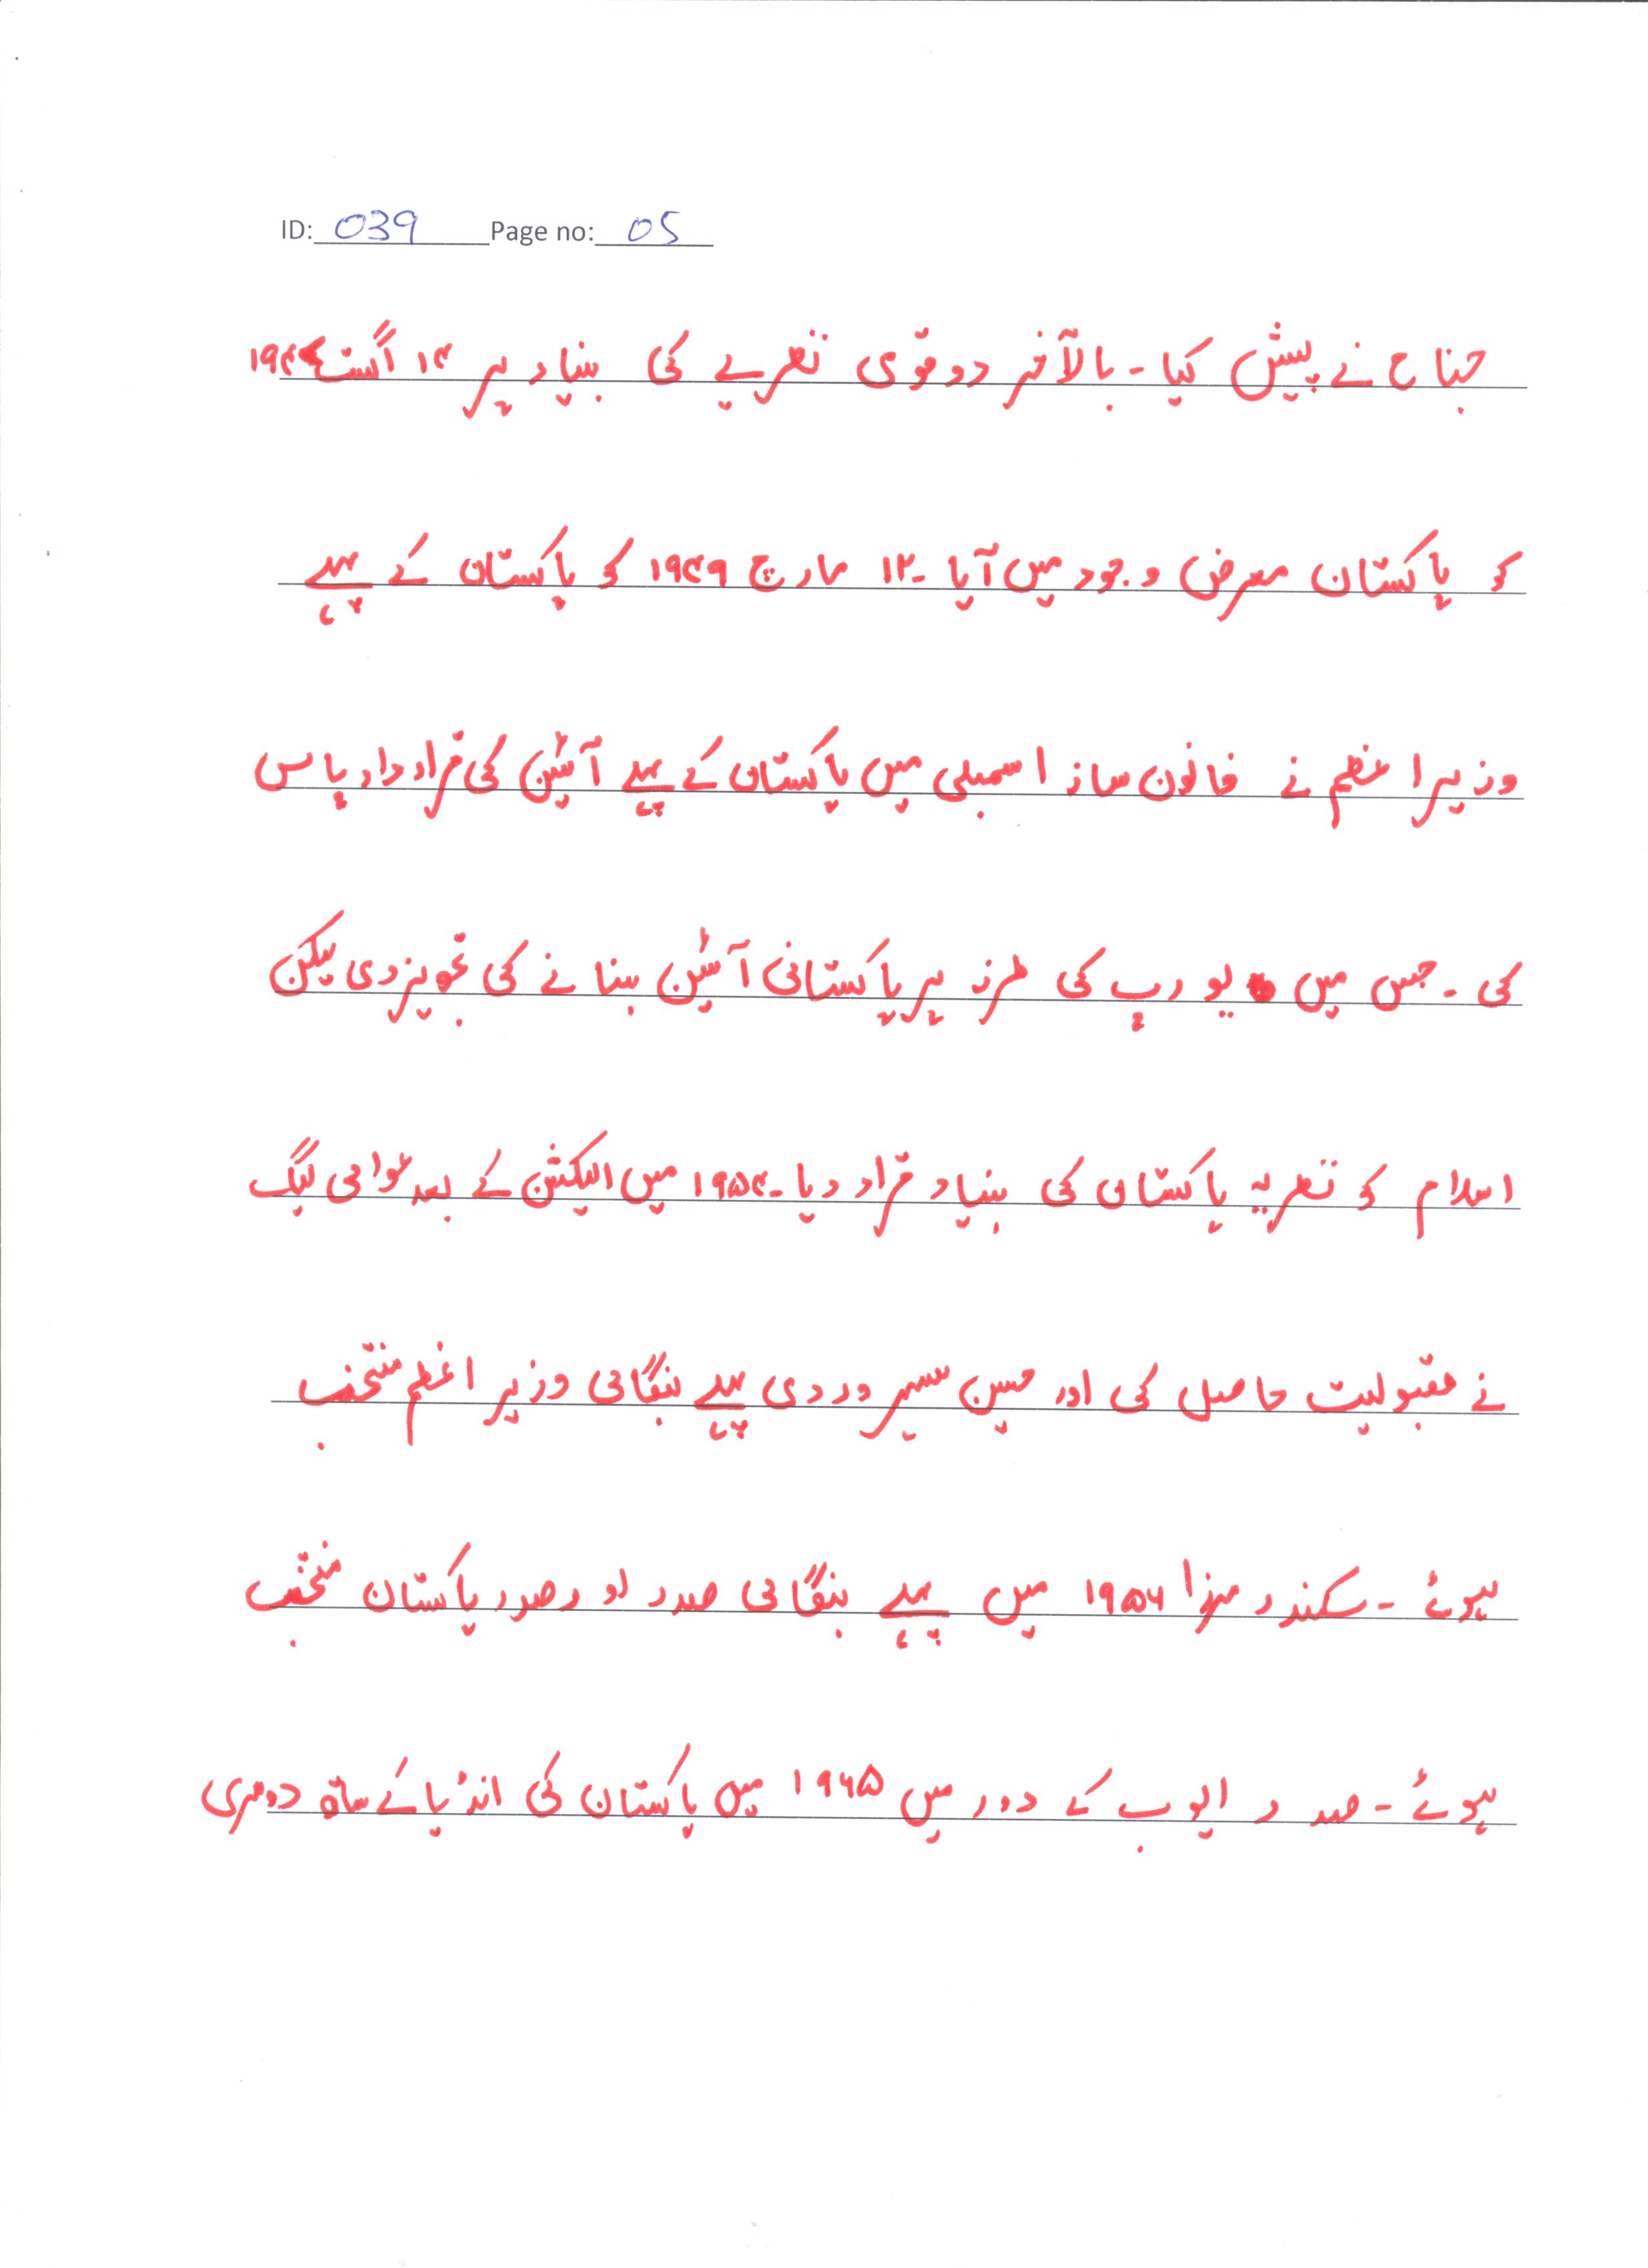 ID: 039 Page no: 05
جناح نے پیش کیا۔ بالآخر دو قومی نظریے کی بنیاد پر ۱۴ اگست ۱۹۴۷
کو پاکستان معرض وجود میں آیا۔ ۱۲ مارچ ۱۹۴۹ کو پاکستان کے پہلے
وزیر اعظم نے قانون ساز اسمبلی میں پاکستان کے پہلے آئین کی قرارداد پاس
کی۔ جس میں یورپ کی طرز پر پاکستانی آئین بنانے کی تجویز دی لیکن
اسلام کو نظریہ پاکستان کی بنیاد قرار دیا۔ ۱۹۵۴ میں الیکشن کے بعد عوامی لیگ
نے مقبولیت حاصل کی اور حسین سہروردی پہلے بنگالی وزیر اعظم منتخب
ہوئے۔ سکندر مرزا ۱۹۵۶ میں پہلے بنگالی صدر اور صدر پاکستان منتخب
ہوئے۔ صدر ایوب کے دور میں ۱۹۶۵ میں پاکستان کی انڈیا کے ساتھ دوسری